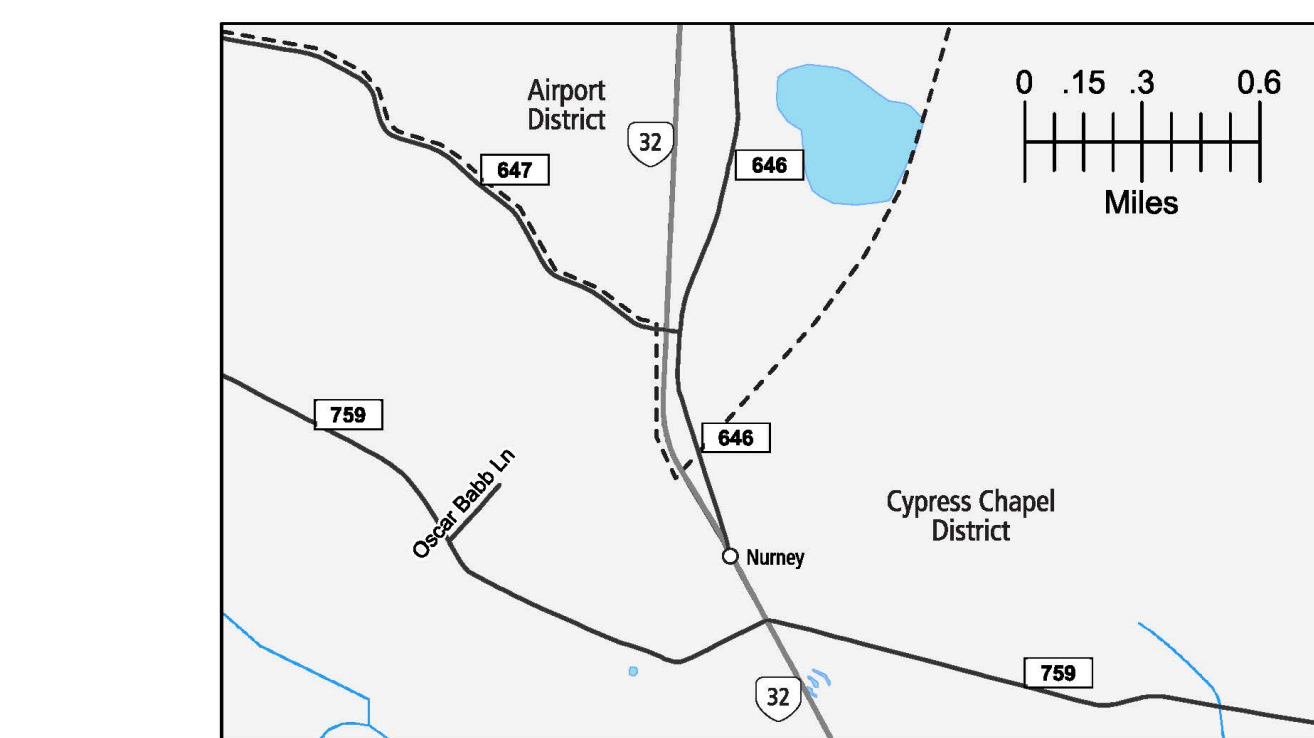 0 .15 .3 0.6
Miles
Airport
District
32
647
646
759
Oscar Babb Ln
646
Cypress Chapel
District
Nurney
759
32